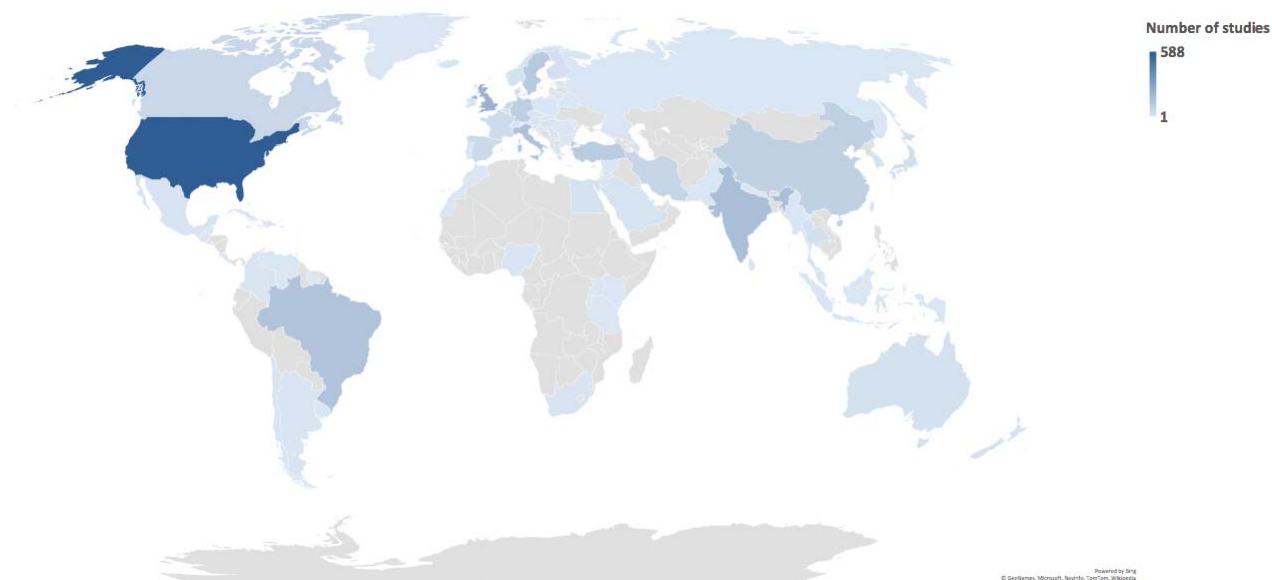 Number of studies
588
1
Powered by Bing
© GeoNames, Microsoft, Navinfo, TomTom, Wikipedia